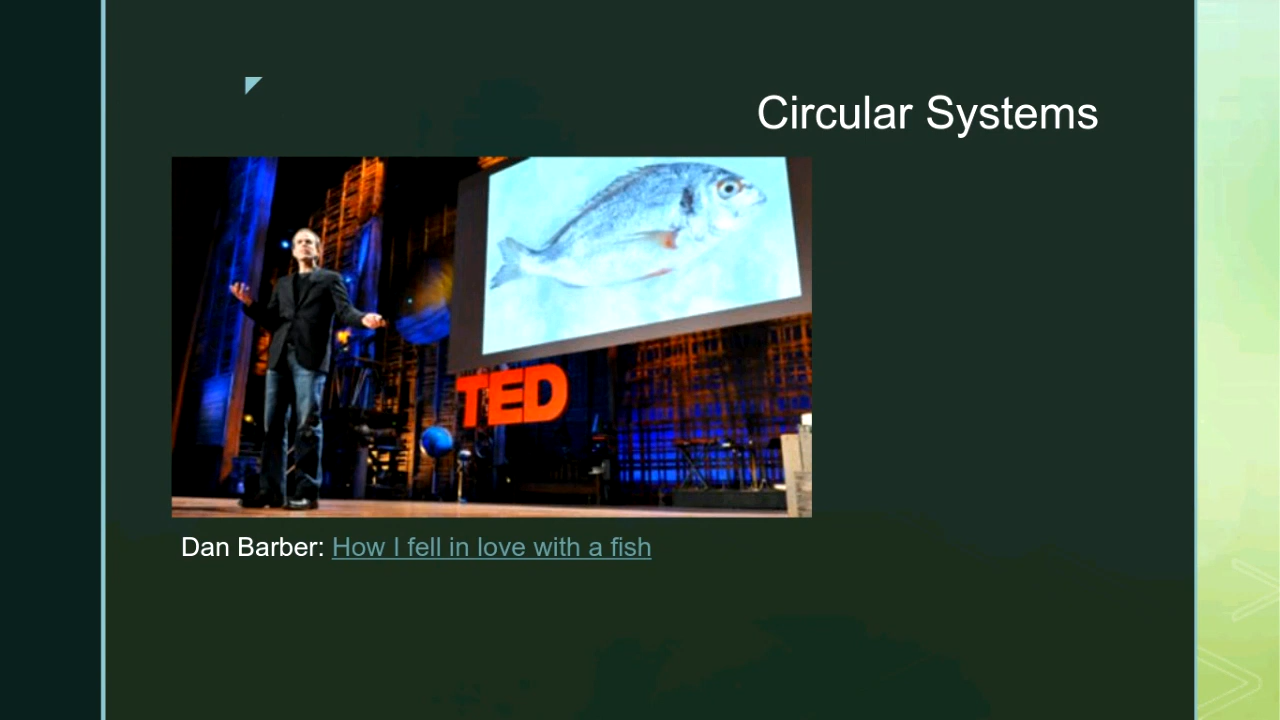 Circular Systems
TED
Dan Barber: How I fell in love with a fish